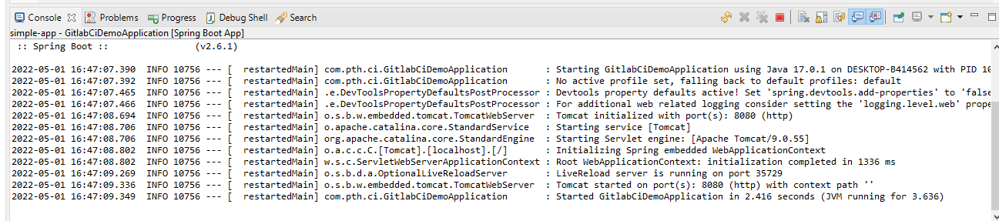 Console Problems Progress Debug Shell Search
simple-app - GitlabCiDemoApplication [Spring Boot App]
:: Spring Boot ::                (v2.6.1)
2022-05-01 16:47:07.390  INFO 10756 --- [  restartedMain] com.pth.ci.GitlabCiDemoApplication       : Starting GitlabCiDemoApplication using Java 17.0.1 on DESKTOP-B414562 with PID 10
2022-05-01 16:47:07.392  INFO 10756 --- [  restartedMain] com.pth.ci.GitlabCiDemoApplication       : No active profile set, falling back to default profiles: default
2022-05-01 16:47:07.465  INFO 10756 --- [  restartedMain] .e.DevToolsPropertyDefaultsPostProcessor : Devtools property defaults active! Set 'spring.devtools.add-properties' to 'false
2022-05-01 16:47:07.466  INFO 10756 --- [  restartedMain] .e.DevToolsPropertyDefaultsPostProcessor : For additional web related logging consider setting the 'logging.level.web' prope
2022-05-01 16:47:08.694  INFO 10756 --- [  restartedMain] o.s.b.w.embedded.tomcat.TomcatWebServer  : Tomcat initialized with port(s): 8080 (http)
2022-05-01 16:47:08.706  INFO 10756 --- [  restartedMain] o.apache.catalina.core.StandardService   : Starting service [Tomcat]
2022-05-01 16:47:08.706  INFO 10756 --- [  restartedMain] org.apache.catalina.core.StandardEngine  : Starting Servlet engine: [Apache Tomcat/9.0.55]
2022-05-01 16:47:08.802  INFO 10756 --- [  restartedMain] o.a.c.c.C.[Tomcat].[localhost].[/]       : Initializing Spring embedded WebApplicationContext
2022-05-01 16:47:08.802  INFO 10756 --- [  restartedMain] w.s.c.ServletWebServerApplicationContext : Root WebApplicationContext: initialization completed in 1336 ms
2022-05-01 16:47:09.269  INFO 10756 --- [  restartedMain] o.s.b.d.a.OptionalLiveReloadServer       : LiveReload server is running on port 35729
2022-05-01 16:47:09.336  INFO 10756 --- [  restartedMain] o.s.b.w.embedded.tomcat.TomcatWebServer  : Tomcat started on port(s): 8080 (http) with context path ''
2022-05-01 16:47:09.349  INFO 10756 --- [  restartedMain] com.pth.ci.GitlabCiDemoApplication       : Started GitlabCiDemoApplication in 2.416 seconds (JVM running for 3.636)